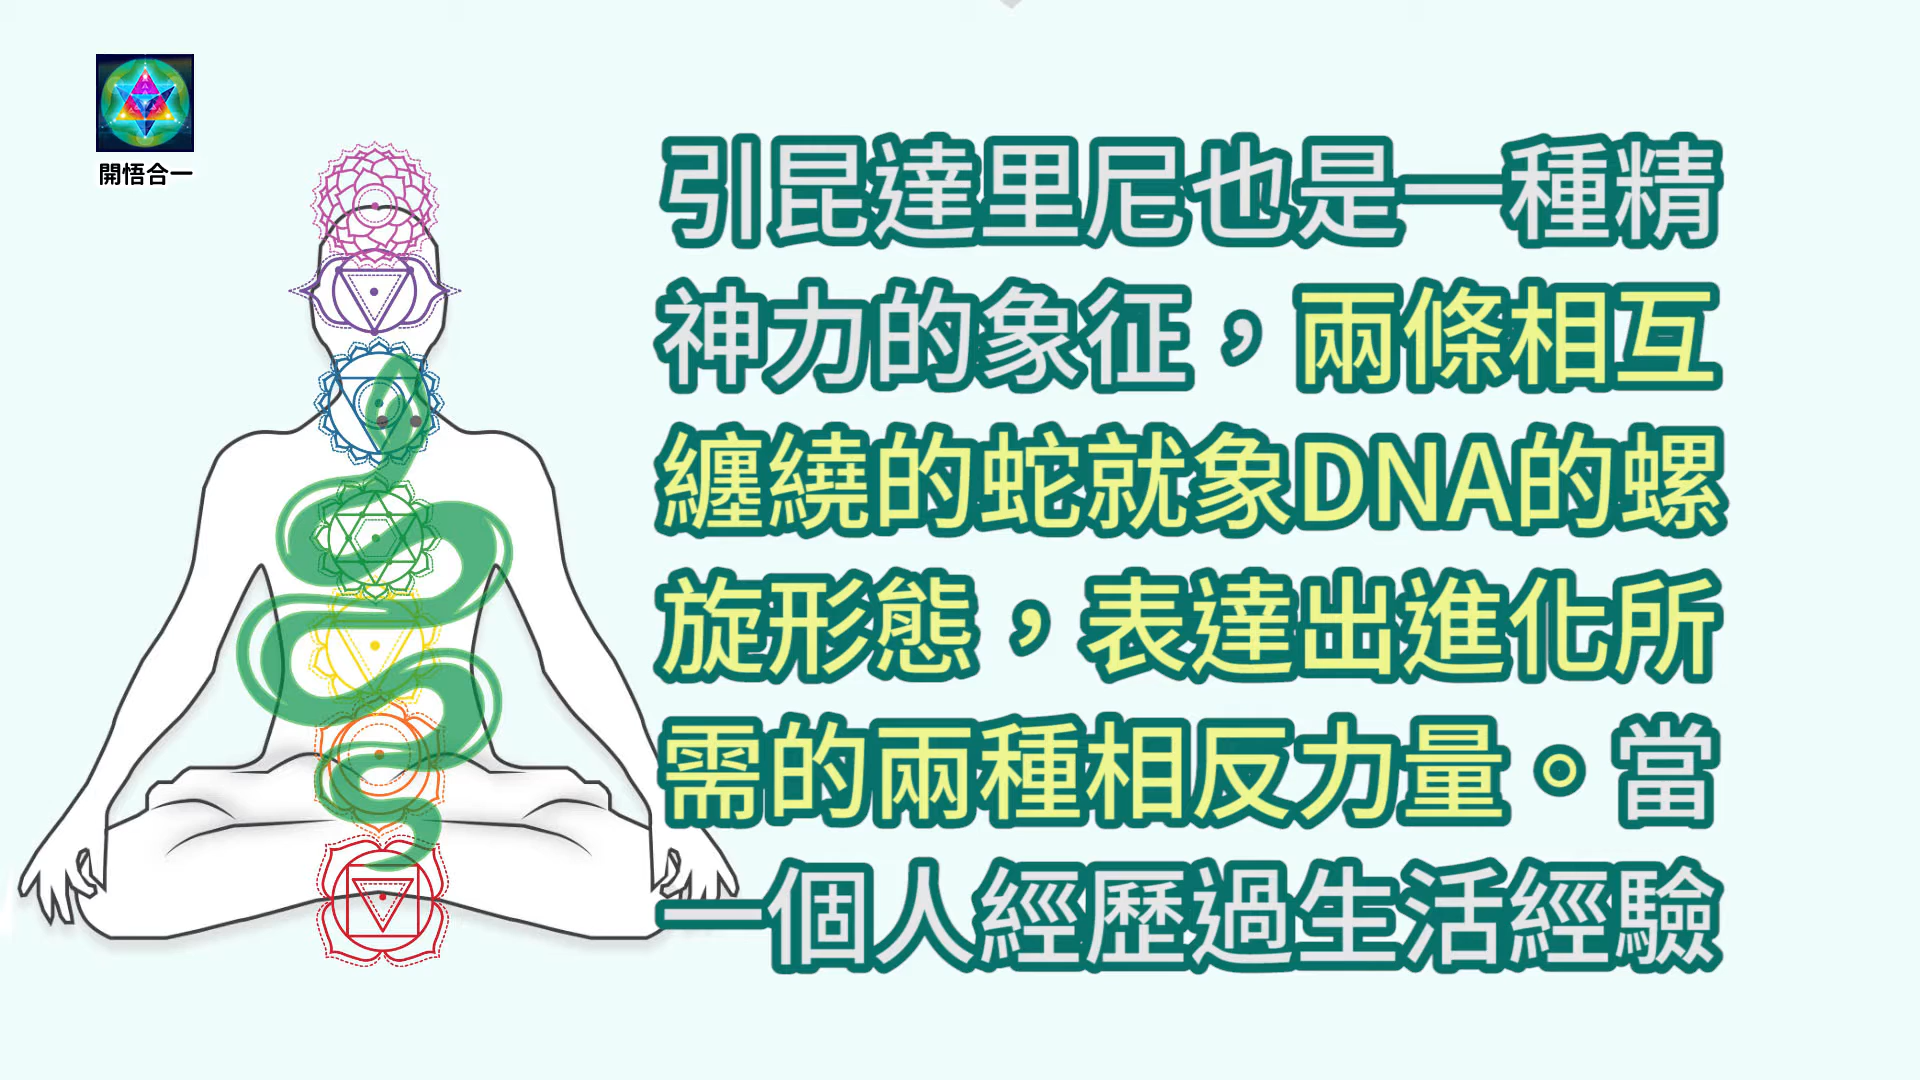 開悟合一
引昆達里尼也是一種精
神力的象征，兩條相互
纏繞的蛇就象DNA的螺
旋形態，表達出進化所
需的兩種相反力量。當
一個人經歷過生活經驗